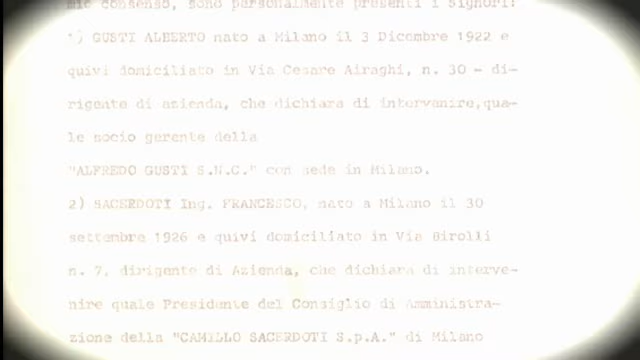 mio consenso, sono personalmente presenti i Signori:
1) GUSTI ALBERTO nato a Milano il 3 Dicembre 1922 e
quivi domiciliato in Via Cesare Airaghi, n. 30 - di-
rigente di azienda, che dichiara di intervenire,qua-
le socio gerente della
"ALFREDO GUSTI S.N.C." con sede in Milano.
2) SACERDOTI Ing. FRANCESCO, nato a Milano il 30
settembre 1926 e quivi domiciliato in Via Birolli
n. 7, dirigente di Azienda, che dichiara di interve-
nire quale Presidente del Consiglio di Amministra-
zione della "CAMILLO SACERDOTI S.p.A." di Milano